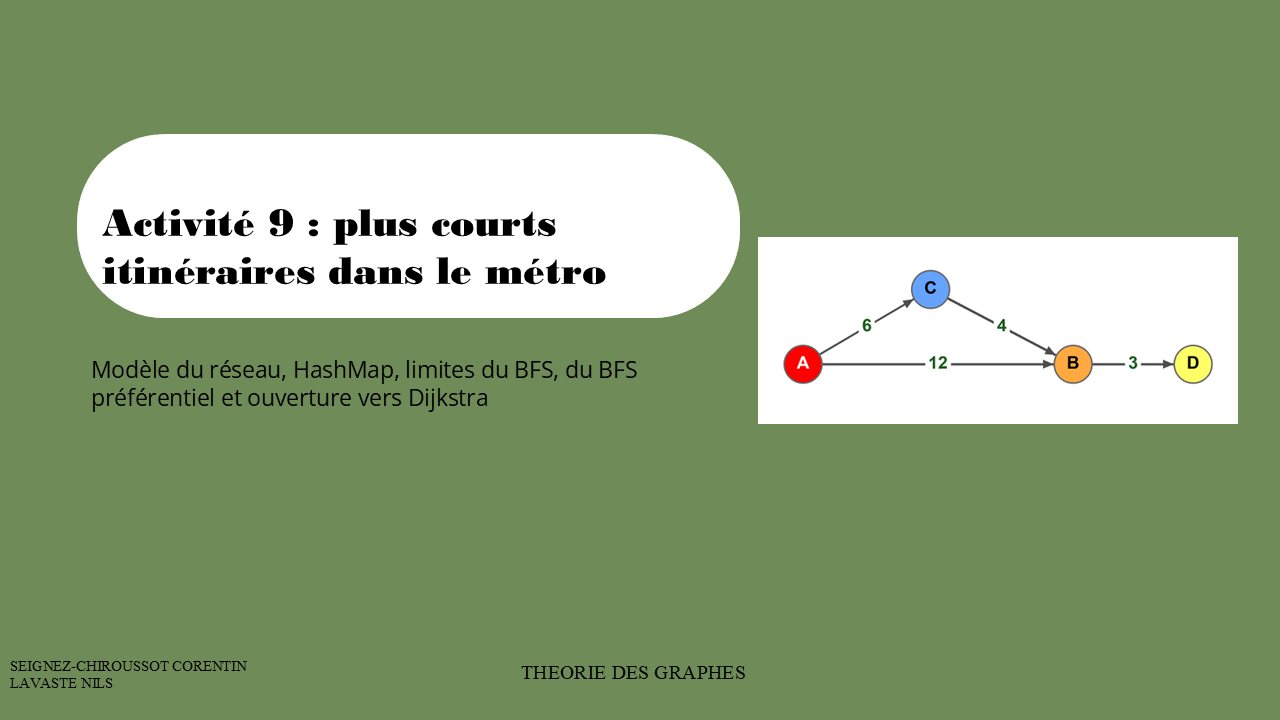 Activité 9 : plus courts
itinéraires dans le métro
Modèle du réseau, HashMap, limites du BFS, du BFS
préférentiel et ouverture vers Dijkstra
C
6
4
A
12
B
3
D
SEIGNEZ-CHIROUSSOT CORENTIN
LAVASTE NILS
THEORIE DES GRAPHES